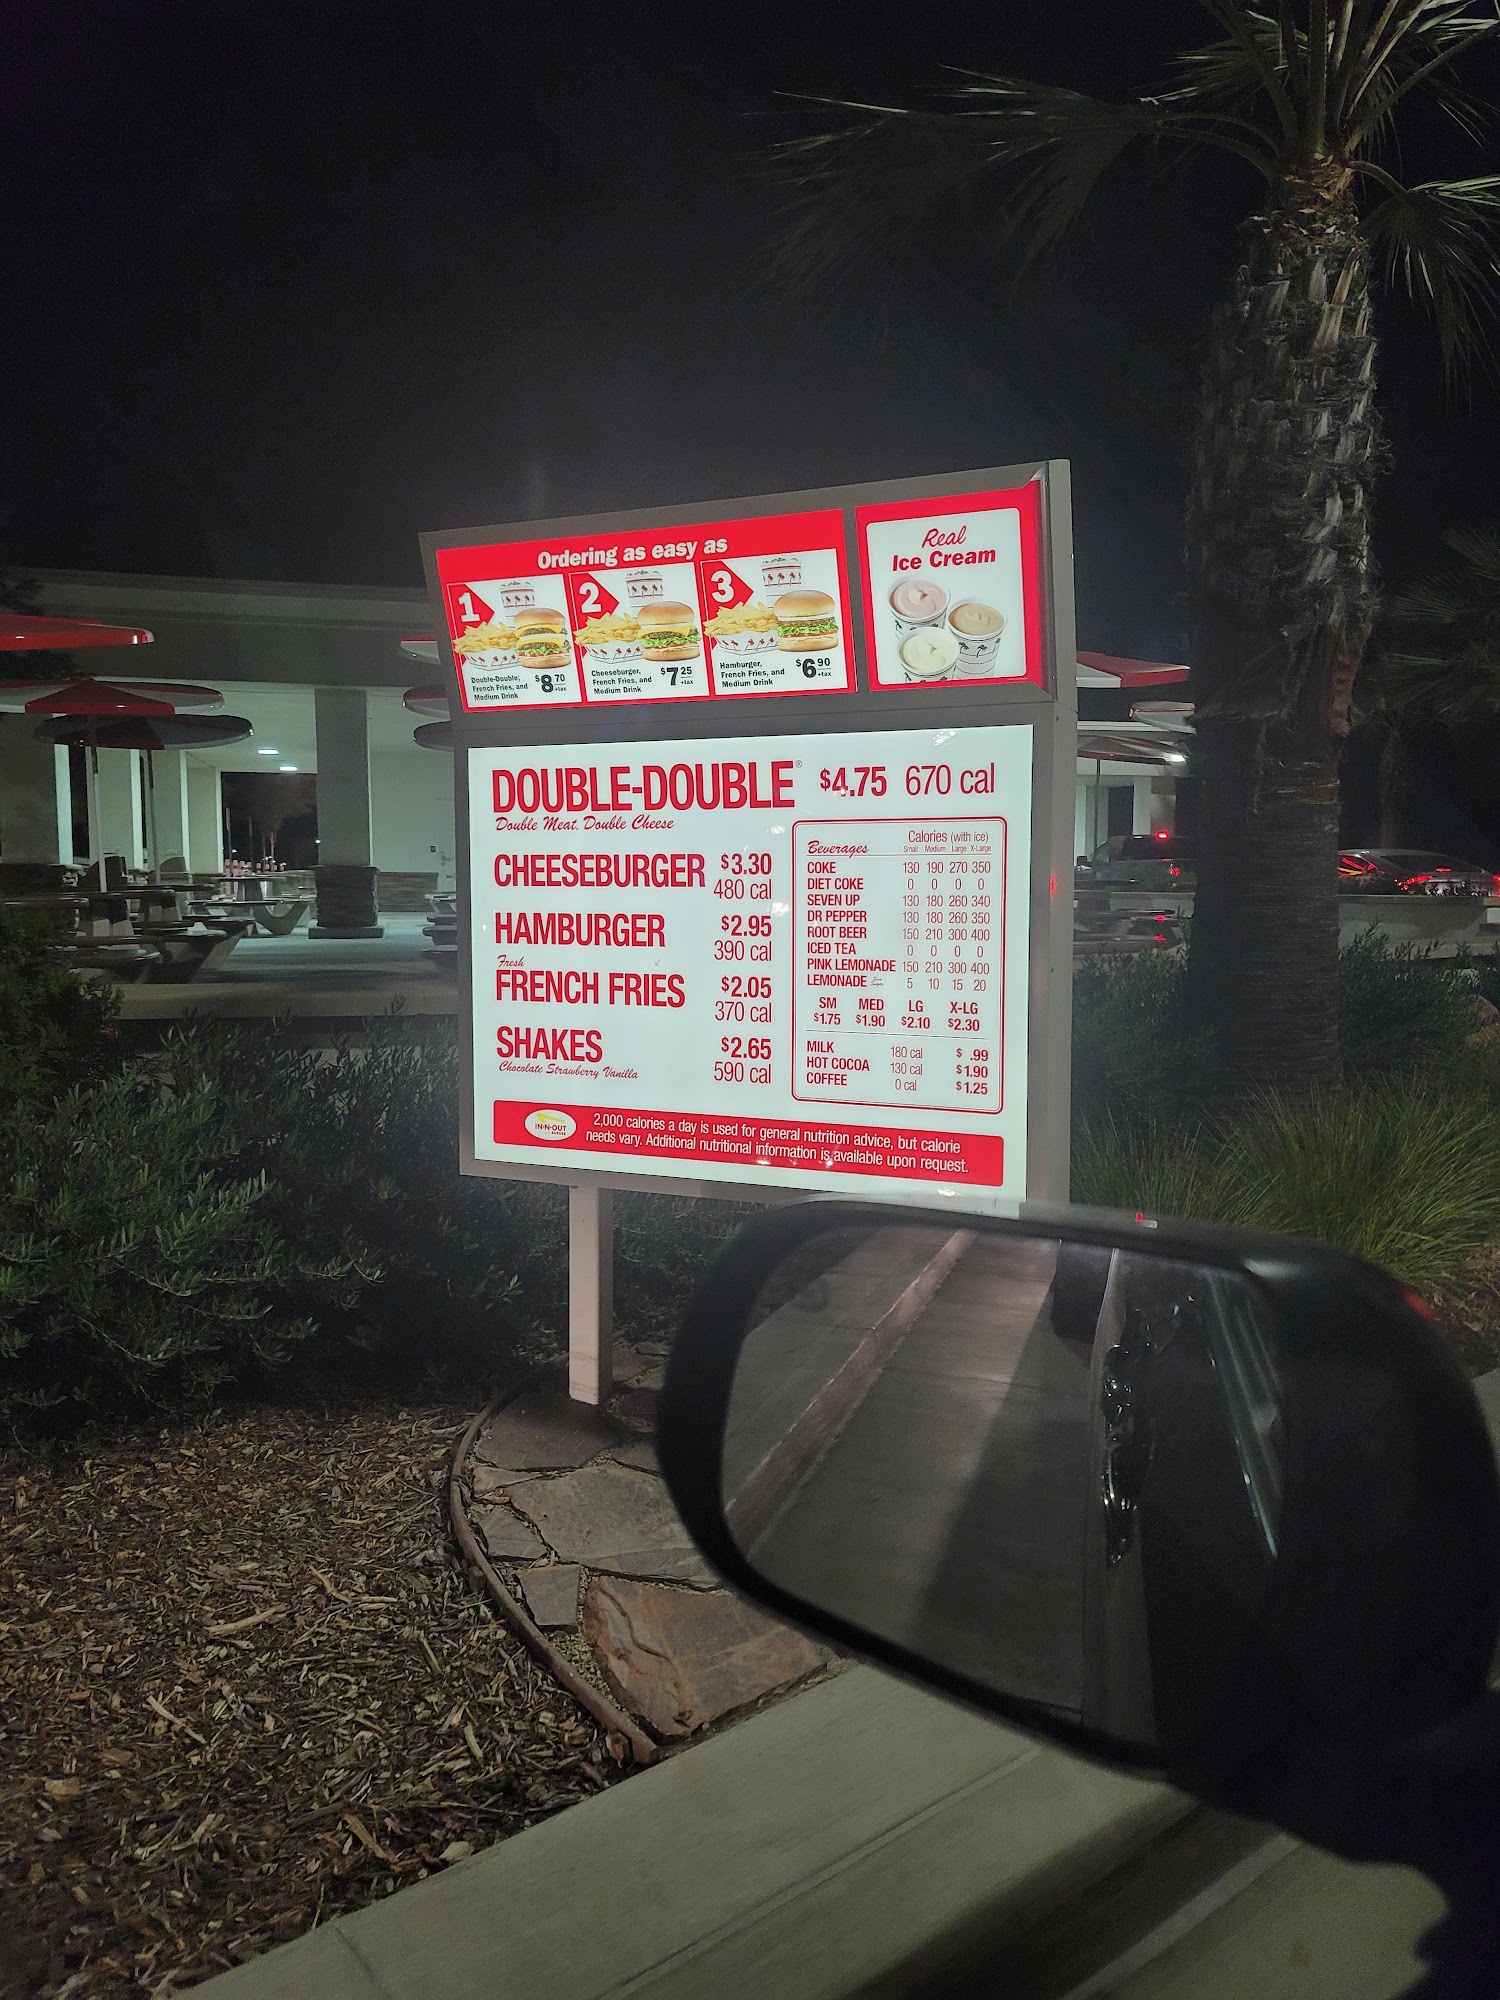 Ordering as easy as
1
Double-Double,
French Fries, and
Medium Drink
$8 70
+tax
2
Cheeseburger,
French Fries, and
Medium Drink
$7 25
+tax
3
Hamburger,
French Fries, and
Medium Drink
$6 90
+tax
Real
Ice Cream
DOUBLE-DOUBLE® $4.75 670 cal
Double Meat, Double Cheese
CHEESEBURGER $3.30
480 cal
HAMBURGER $2.95
390 cal
Fresh
FRENCH FRIES $2.05
370 cal
SHAKES $2.65
Chocolate Strawberry Vanilla 590 cal
Beverages Calories (with ice)
Small Medium Large X-Large
COKE 130 190 270 350
DIET COKE 0 0 0 0
SEVEN UP 130 180 260 340
DR PEPPER 130 180 260 350
ROOT BEER 150 210 300 400
ICED TEA 0 0 0 0
PINK LEMONADE 150 210 300 400
LEMONADE 5 10 15 20
SM MED LG X-LG
$1.75 $1.90 $2.10 $2.30
MILK 180 cal $ .99
HOT COCOA 130 cal $1.90
COFFEE 0 cal $1.25
IN-N-OUT
BURGER
2,000 calories a day is used for general nutrition advice, but calorie
needs vary. Additional nutritional information is available upon request.